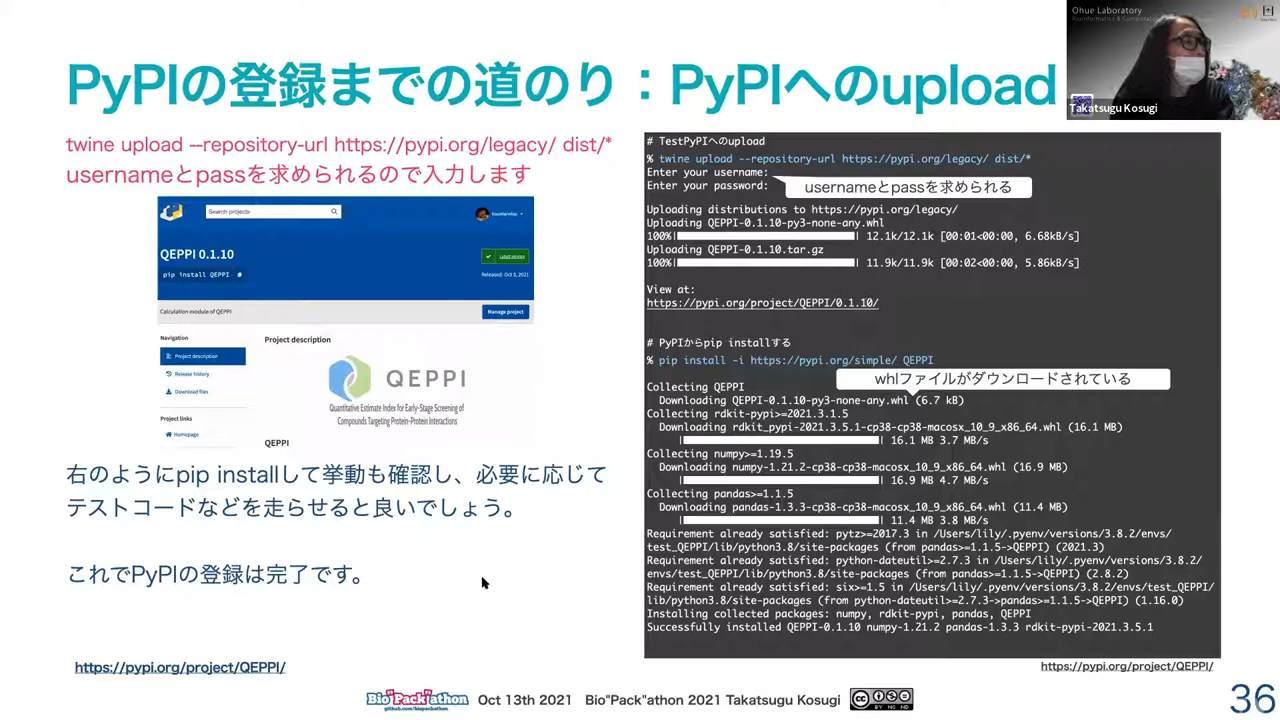 Ohue Laboratory
Takatsugu Kosugi
PyPIの登録までの道のり：PyPIへのupload
twine upload --repository-url https://pypi.org/legacy/ dist/*
usernameとpassを求められるので入力します
Search projects
QEPPI 0.1.10
pip install QEPPI
Latest version
Released: Oct 3, 2021
Calculation module of QEPPI
Manage project
Navigation
Project description
Release history
Download files
Project links
Homepage
Project description
QEPPI
Quantitative Estimate Index for Early-Stage Screening of
Compounds Targeting Protein-Protein Interactions
QEPPI
右のようにpip installして挙動も確認し、必要に応じて
テストコードなどを走らせると良いでしょう。
これでPyPIの登録は完了です。
https://pypi.org/project/QEPPI/
# TestPyPIへのupload
% twine upload --repository-url https://pypi.org/legacy/ dist/*
Enter your username:
Enter your password:
usernameとpassを求められる
Uploading distributions to https://pypi.org/legacy/
Uploading QEPPI-0.1.10-py3-none-any.whl
100%| | 12.1k/12.1k [00:01<00:00, 6.68kB/s]
Uploading QEPPI-0.1.10.tar.gz
100%| | 11.9k/11.9k [00:02<00:00, 5.86kB/s]
View at:
https://pypi.org/project/QEPPI/0.1.10/
# PyPIからpip installする
% pip install -i https://pypi.org/simple/ QEPPI
whlファイルがダウンロードされている
Collecting QEPPI
Downloading QEPPI-0.1.10-py3-none-any.whl (6.7 kB)
Collecting rdkit-pypi>=2021.3.1.5
Downloading rdkit_pypi-2021.3.5.1-cp38-cp38-macosx_10_9_x86_64.whl (16.1 MB)
| | 16.1 MB 3.7 MB/s
Collecting numpy>=1.19.5
Downloading numpy-1.21.2-cp38-cp38-macosx_10_9_x86_64.whl (16.9 MB)
| | 16.9 MB 4.7 MB/s
Collecting pandas>=1.1.5
Downloading pandas-1.3.3-cp38-cp38-macosx_10_9_x86_64.whl (11.4 MB)
| | 11.4 MB 3.8 MB/s
Requirement already satisfied: pytz>=2017.3 in /Users/lily/.pyenv/versions/3.8.2/envs/
test_QEPPI/lib/python3.8/site-packages (from pandas>=1.1.5->QEPPI) (2021.3)
Requirement already satisfied: python-dateutil>=2.7.3 in /Users/lily/.pyenv/versions/3.8.2/
envs/test_QEPPI/lib/python3.8/site-packages (from pandas>=1.1.5->QEPPI) (2.8.2)
Requirement already satisfied: six>=1.5 in /Users/lily/.pyenv/versions/3.8.2/envs/test_QEPPI/
lib/python3.8/site-packages (from python-dateutil>=2.7.3->pandas>=1.1.5->QEPPI) (1.16.0)
Installing collected packages: numpy, rdkit-pypi, pandas, QEPPI
Successfully installed QEPPI-0.1.10 numpy-1.21.2 pandas-1.3.3 rdkit-pypi-2021.3.5.1
https://pypi.org/project/QEPPI/
Bio"Pack"athon
github.com/biopackathon
Oct 13th 2021 Bio"Pack"athon 2021 Takatsugu Kosugi
cc BY NC ND
36